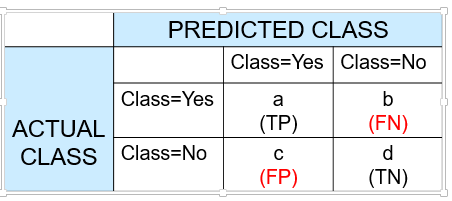 PREDICTED CLASS
Class=Yes Class=No
ACTUAL CLASS
Class=Yes a (TP) b (FN)
Class=No c (FP) d (TN)